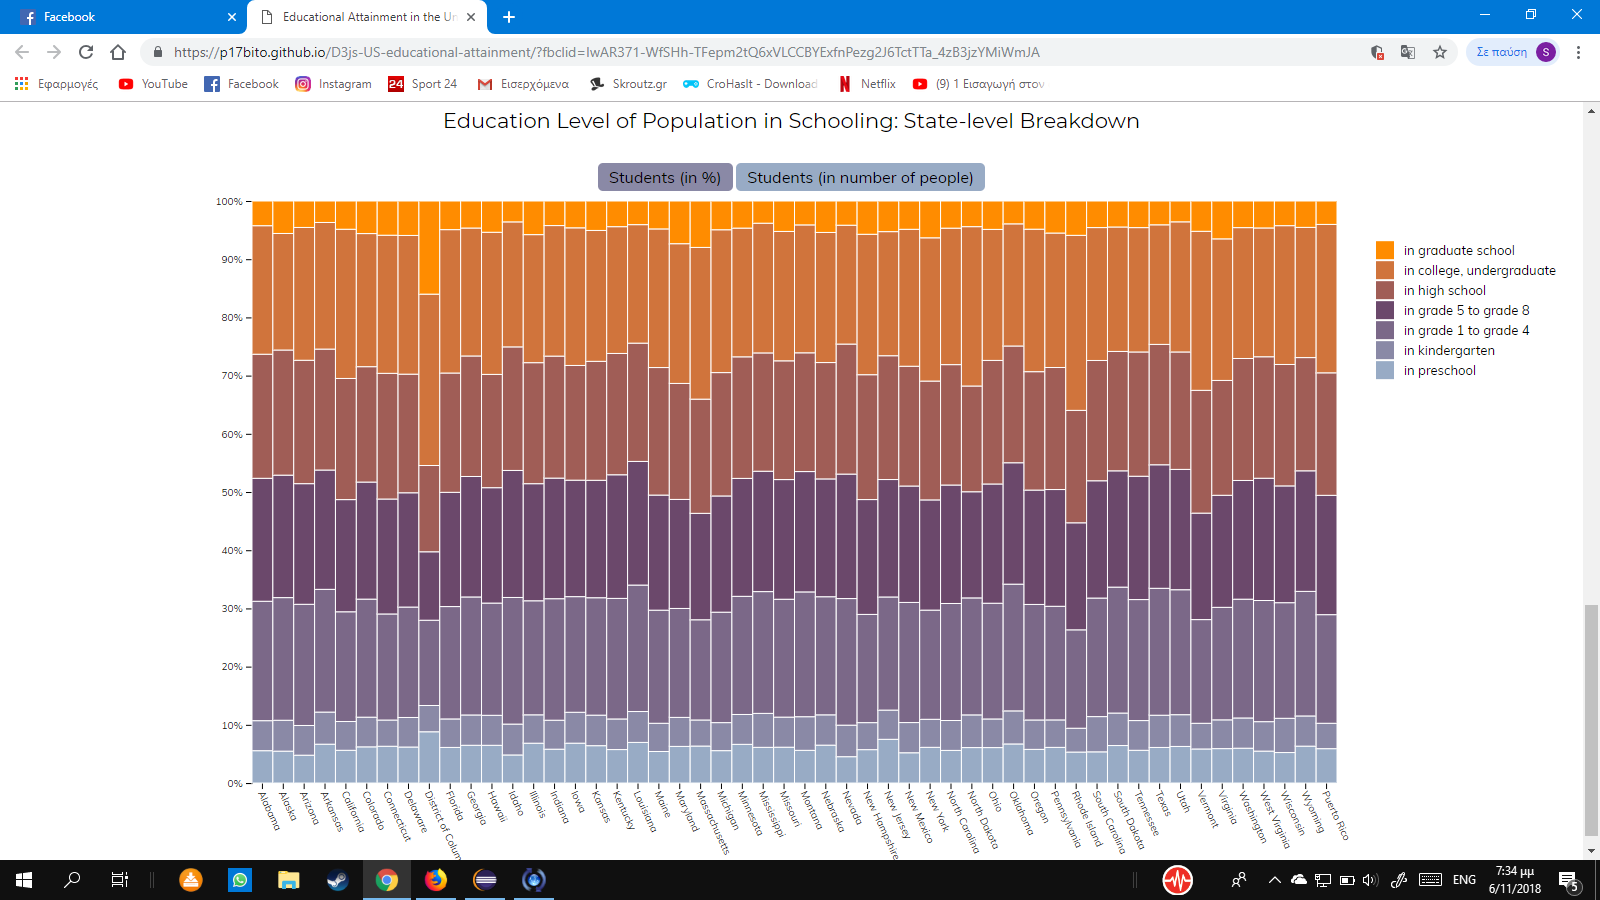 Facebook
Educational Attainment in the Un
https://p17bito.github.io/D3js-US-educational-attainment/?fbclid=IwAR371-WfSHh-TFepm2tQ6xVLCCBYExfnPezg2J6TctTTa_4zB3jzYMiWmJA
Σε παύση
S
Εφαρμογές YouTube Facebook Instagram 24 Sport 24 Εισερχόμενα Skroutz.gr CroHasIt - Download Netflix (9) 1 Εισαγωγή στον
Education Level of Population in Schooling: State-level Breakdown
Students (in %) Students (in number of people)
100%
90%
80%
70%
60%
50%
40%
30%
20%
10%
0%
in graduate school
in college, undergraduate
in high school
in grade 5 to grade 8
in grade 1 to grade 4
in kindergarten
in preschool
Alabama
Alaska
Arizona
Arkansas
California
Colorado
Connecticut
Delaware
District of Colum
Florida
Georgia
Hawaii
Idaho
Illinois
Indiana
Iowa
Kansas
Kentucky
Louisiana
Maine
Maryland
Massachusetts
Michigan
Minnesota
Mississippi
Missouri
Montana
Nebraska
Nevada
New Hampshire
New Jersey
New Mexico
New York
North Carolina
North Dakota
Ohio
Oklahoma
Oregon
Pennsylvania
Rhode Island
South Carolina
South Dakota
Tennessee
Texas
Utah
Vermont
Virginia
Washington
West Virginia
Wisconsin
Wyoming
Puerto Rico
ENG
7:34 μμ
6/11/2018
5